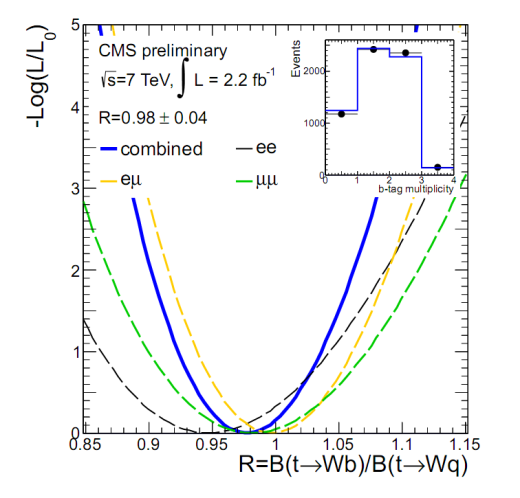 -Log(L/L0)
5
4
3
2
1
0
CMS preliminary
√s=7 TeV, ∫ L = 2.2 fb-1
R=0.98 ± 0.04
combined
ee
eμ
μμ
Events
2000
1000
0
0 1 2 3 4
b-tag multiplicity
0.85 0.9 0.95 1 1.05 1.1 1.15
R=B(t→Wb)/B(t→Wq)